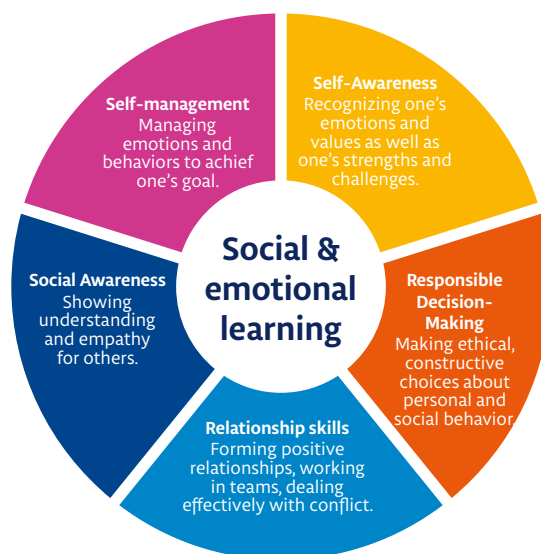 Self-management
Managing
emotions and
behaviors to achief
one's goal.
Self-Awareness
Recognizing one's
emotions and
values as well as
one's strengths and
challenges.
Social &
emotional
learning
Social Awareness
Showing
understanding
and empathy
for others.
Responsible
Decision-
Making
Making ethical,
constructive
choices about
personal and
social behavior.
Relationship skills
Forming positive
relationships, working
in teams, dealing
effectively with conflict.